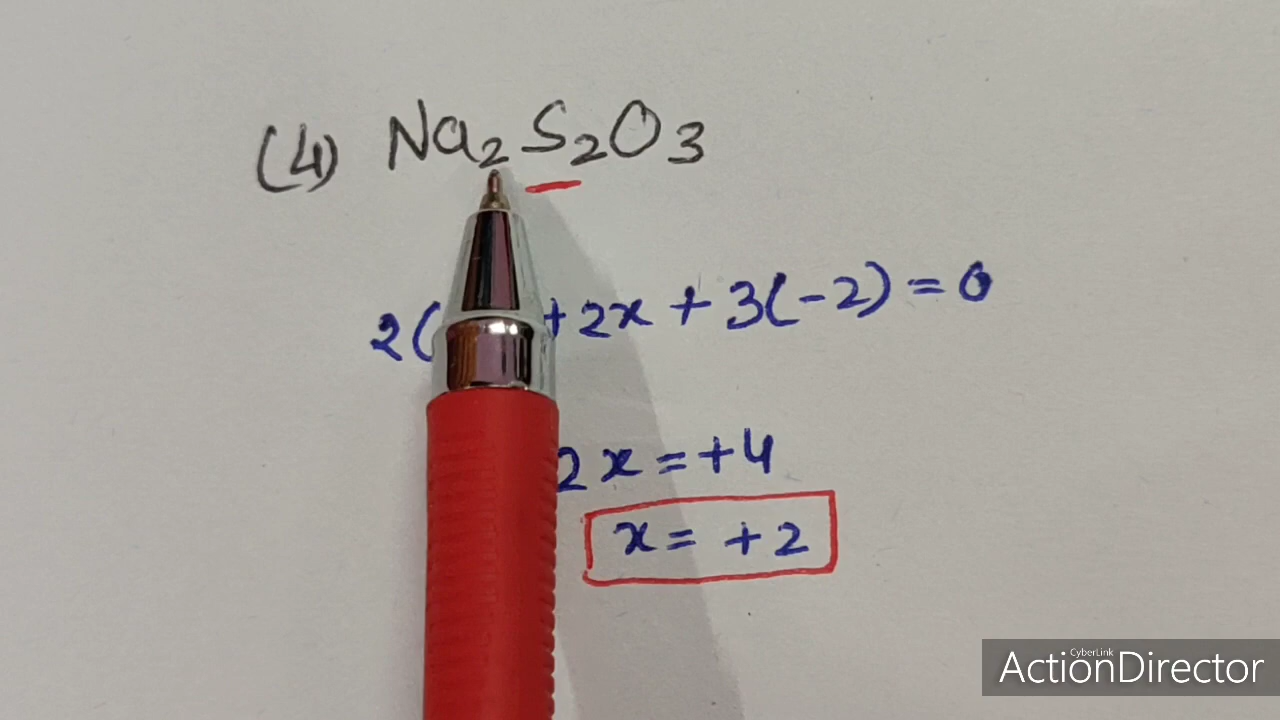 (4) Na₂S₂O₃
2( +2x + 3(-2) = 0
2x = +4
x = +2
CyberLink
ActionDirector